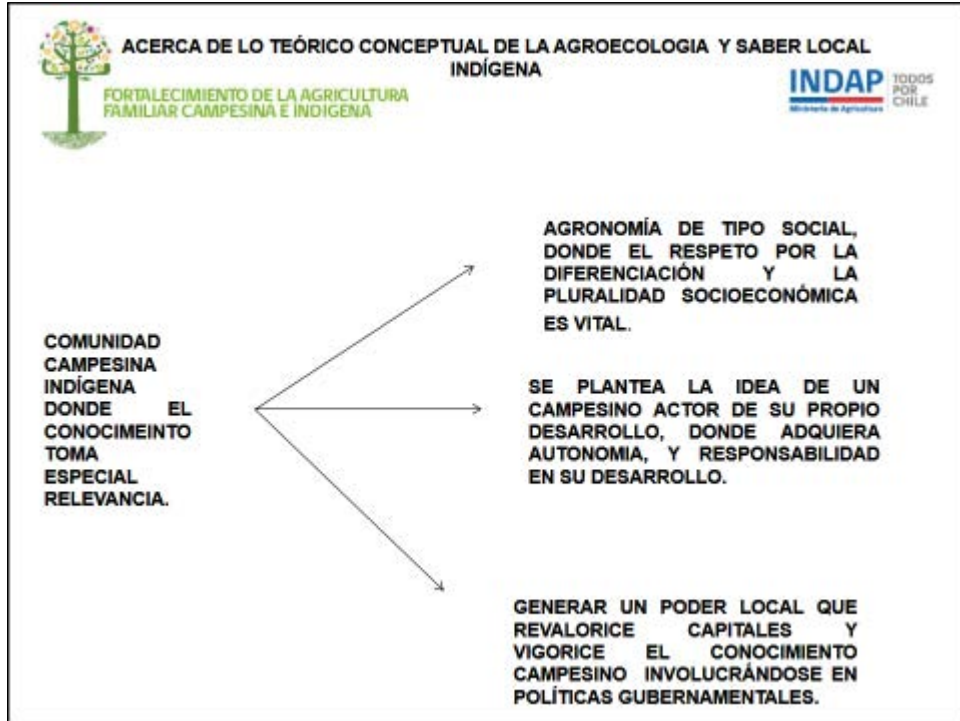 ACERCA DE LO TEÓRICO CONCEPTUAL DE LA AGROECOLOGIA Y SABER LOCAL
INDÍGENA
FORTALECIMIENTO DE LA AGRICULTURA
FAMILIAR CAMPESINA E INDIGENA
INDAP
Ministerio de Agricultura
TODOS
POR
CHILE
COMUNIDAD
CAMPESINA
INDÍGENA
DONDE EL
CONOCIMEINTO
TOMA
ESPECIAL
RELEVANCIA.
AGRONOMÍA DE TIPO SOCIAL,
DONDE EL RESPETO POR LA
DIFERENCIACIÓN Y LA
PLURALIDAD SOCIOECONÓMICA
ES VITAL.
SE PLANTEA LA IDEA DE UN
CAMPESINO ACTOR DE SU PROPIO
DESARROLLO, DONDE ADQUIERA
AUTONOMIA, Y RESPONSABILIDAD
EN SU DESARROLLO.
GENERAR UN PODER LOCAL QUE
REVALORICE CAPITALES Y
VIGORICE EL CONOCIMIENTO
CAMPESINO INVOLUCRÁNDOSE EN
POLÍTICAS GUBERNAMENTALES.